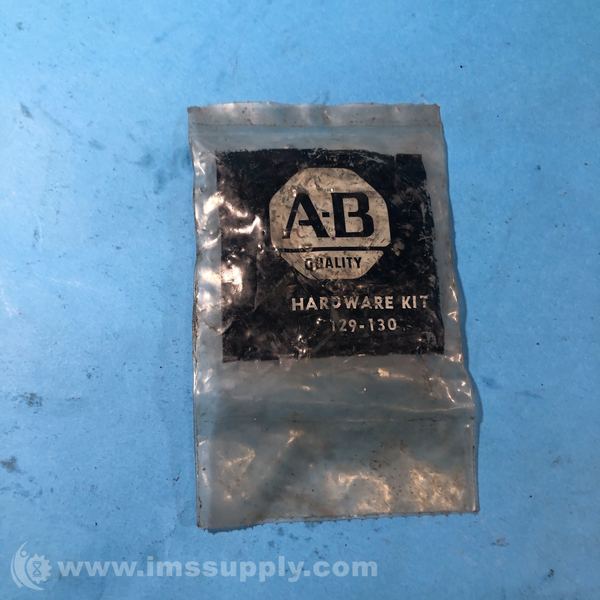 A-B
QUALITY
HARDWARE KIT
129-130
www.imssupply.com